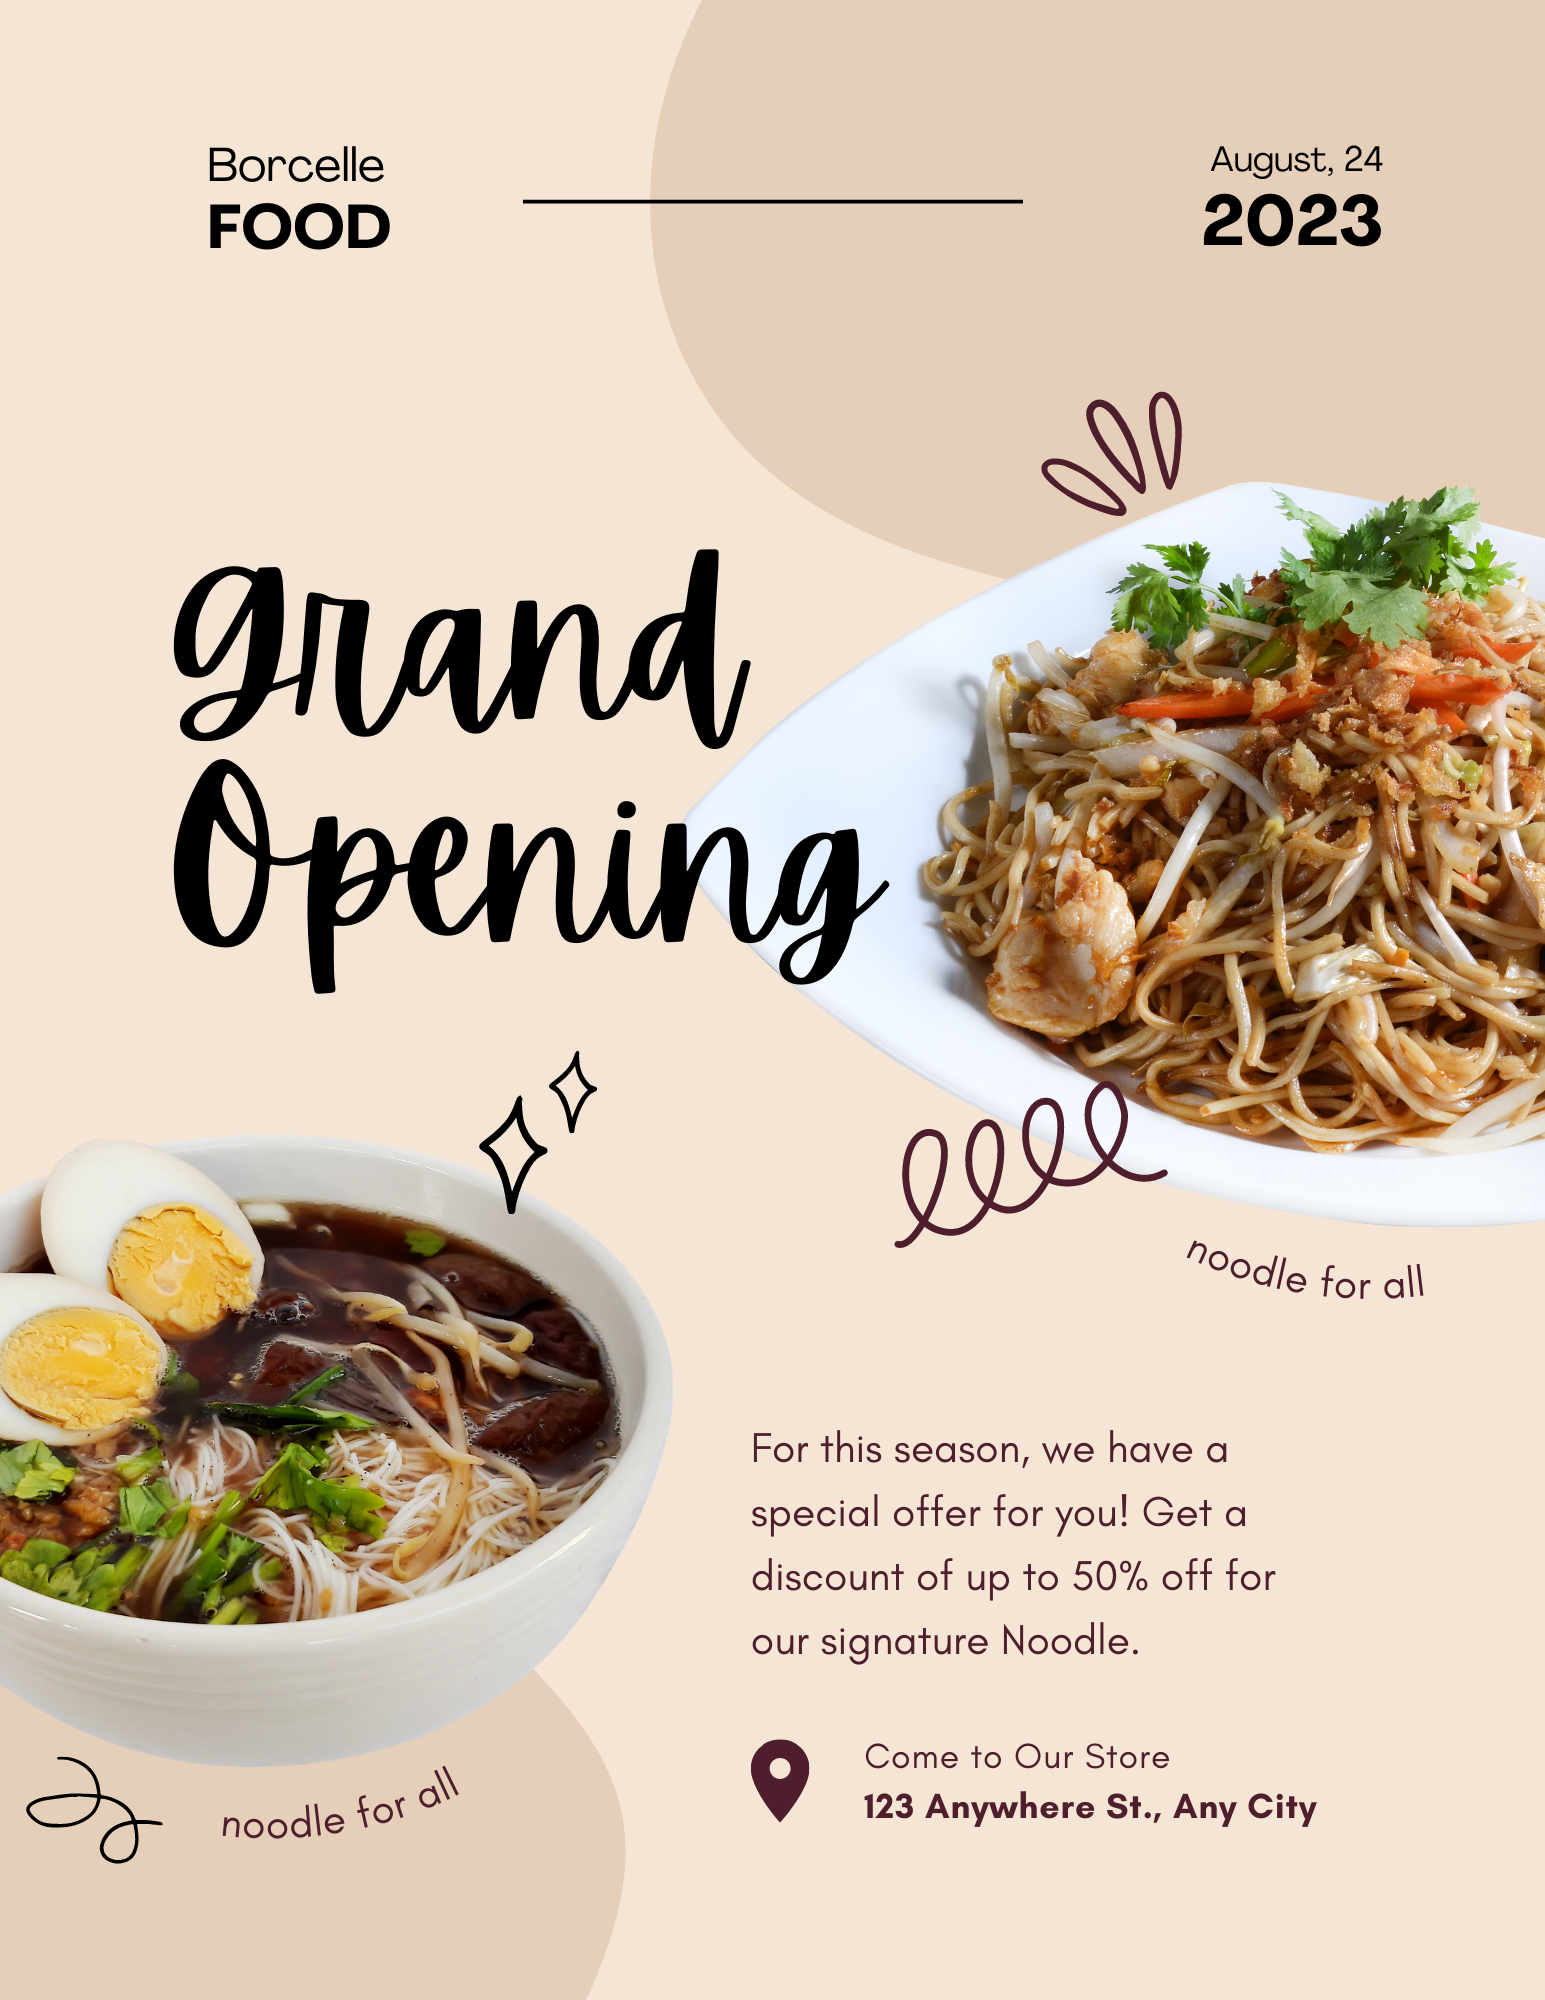 Borcelle
FOOD
August, 24
2023
Grand
Opening
noodle for all
For this season, we have a
special offer for you! Get a
discount of up to 50% off for
our signature Noodle.
Come to Our Store
123 Anywhere St., Any City
noodle for all